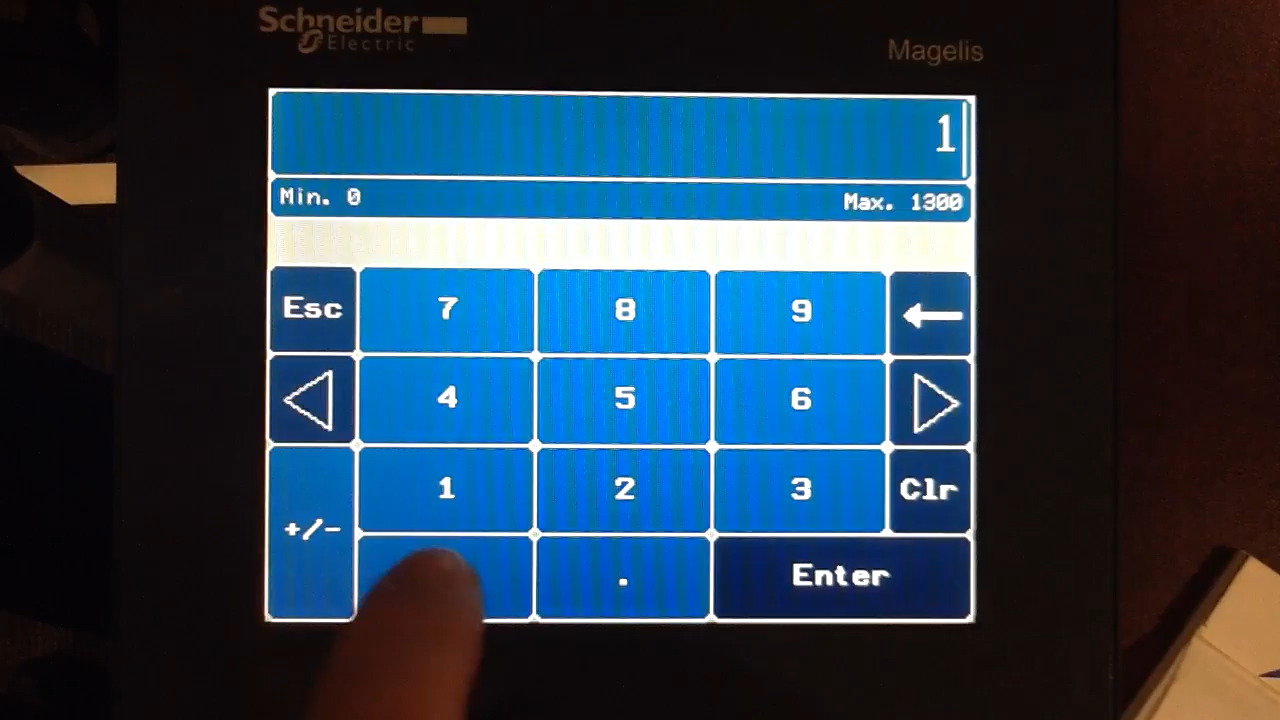 Schneider
Electric
Magelis
1
Min. 0
Max. 1300
Esc
7
8
9
4
5
6
1
2
3
Clr
+/-
.
Enter